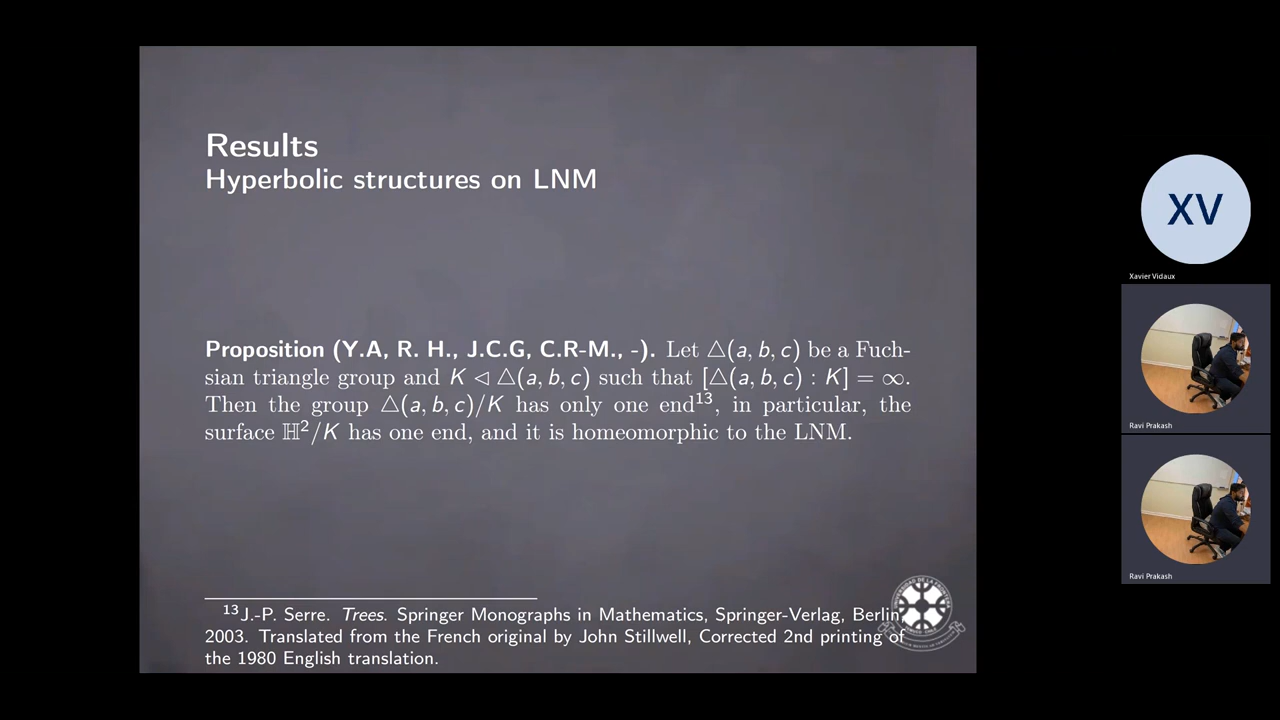 Results
Hyperbolic structures on LNM
Proposition (Y.A, R. H., J.C.G, C.R-M., -). Let △(a, b, c) be a Fuch-
sian triangle group and K ◁ △(a, b, c) such that [△(a, b, c) : K] = ∞.
Then the group △(a, b, c)/K has only one end¹³, in particular, the
surface ℍ²/K has one end, and it is homeomorphic to the LNM.
¹³J.-P. Serre. Trees. Springer Monographs in Mathematics, Springer-Verlag, Berlin,
2003. Translated from the French original by John Stillwell, Corrected 2nd printing of
the 1980 English translation.
XV
Xavier Vidaux
Ravi Prakash
Ravi Prakash